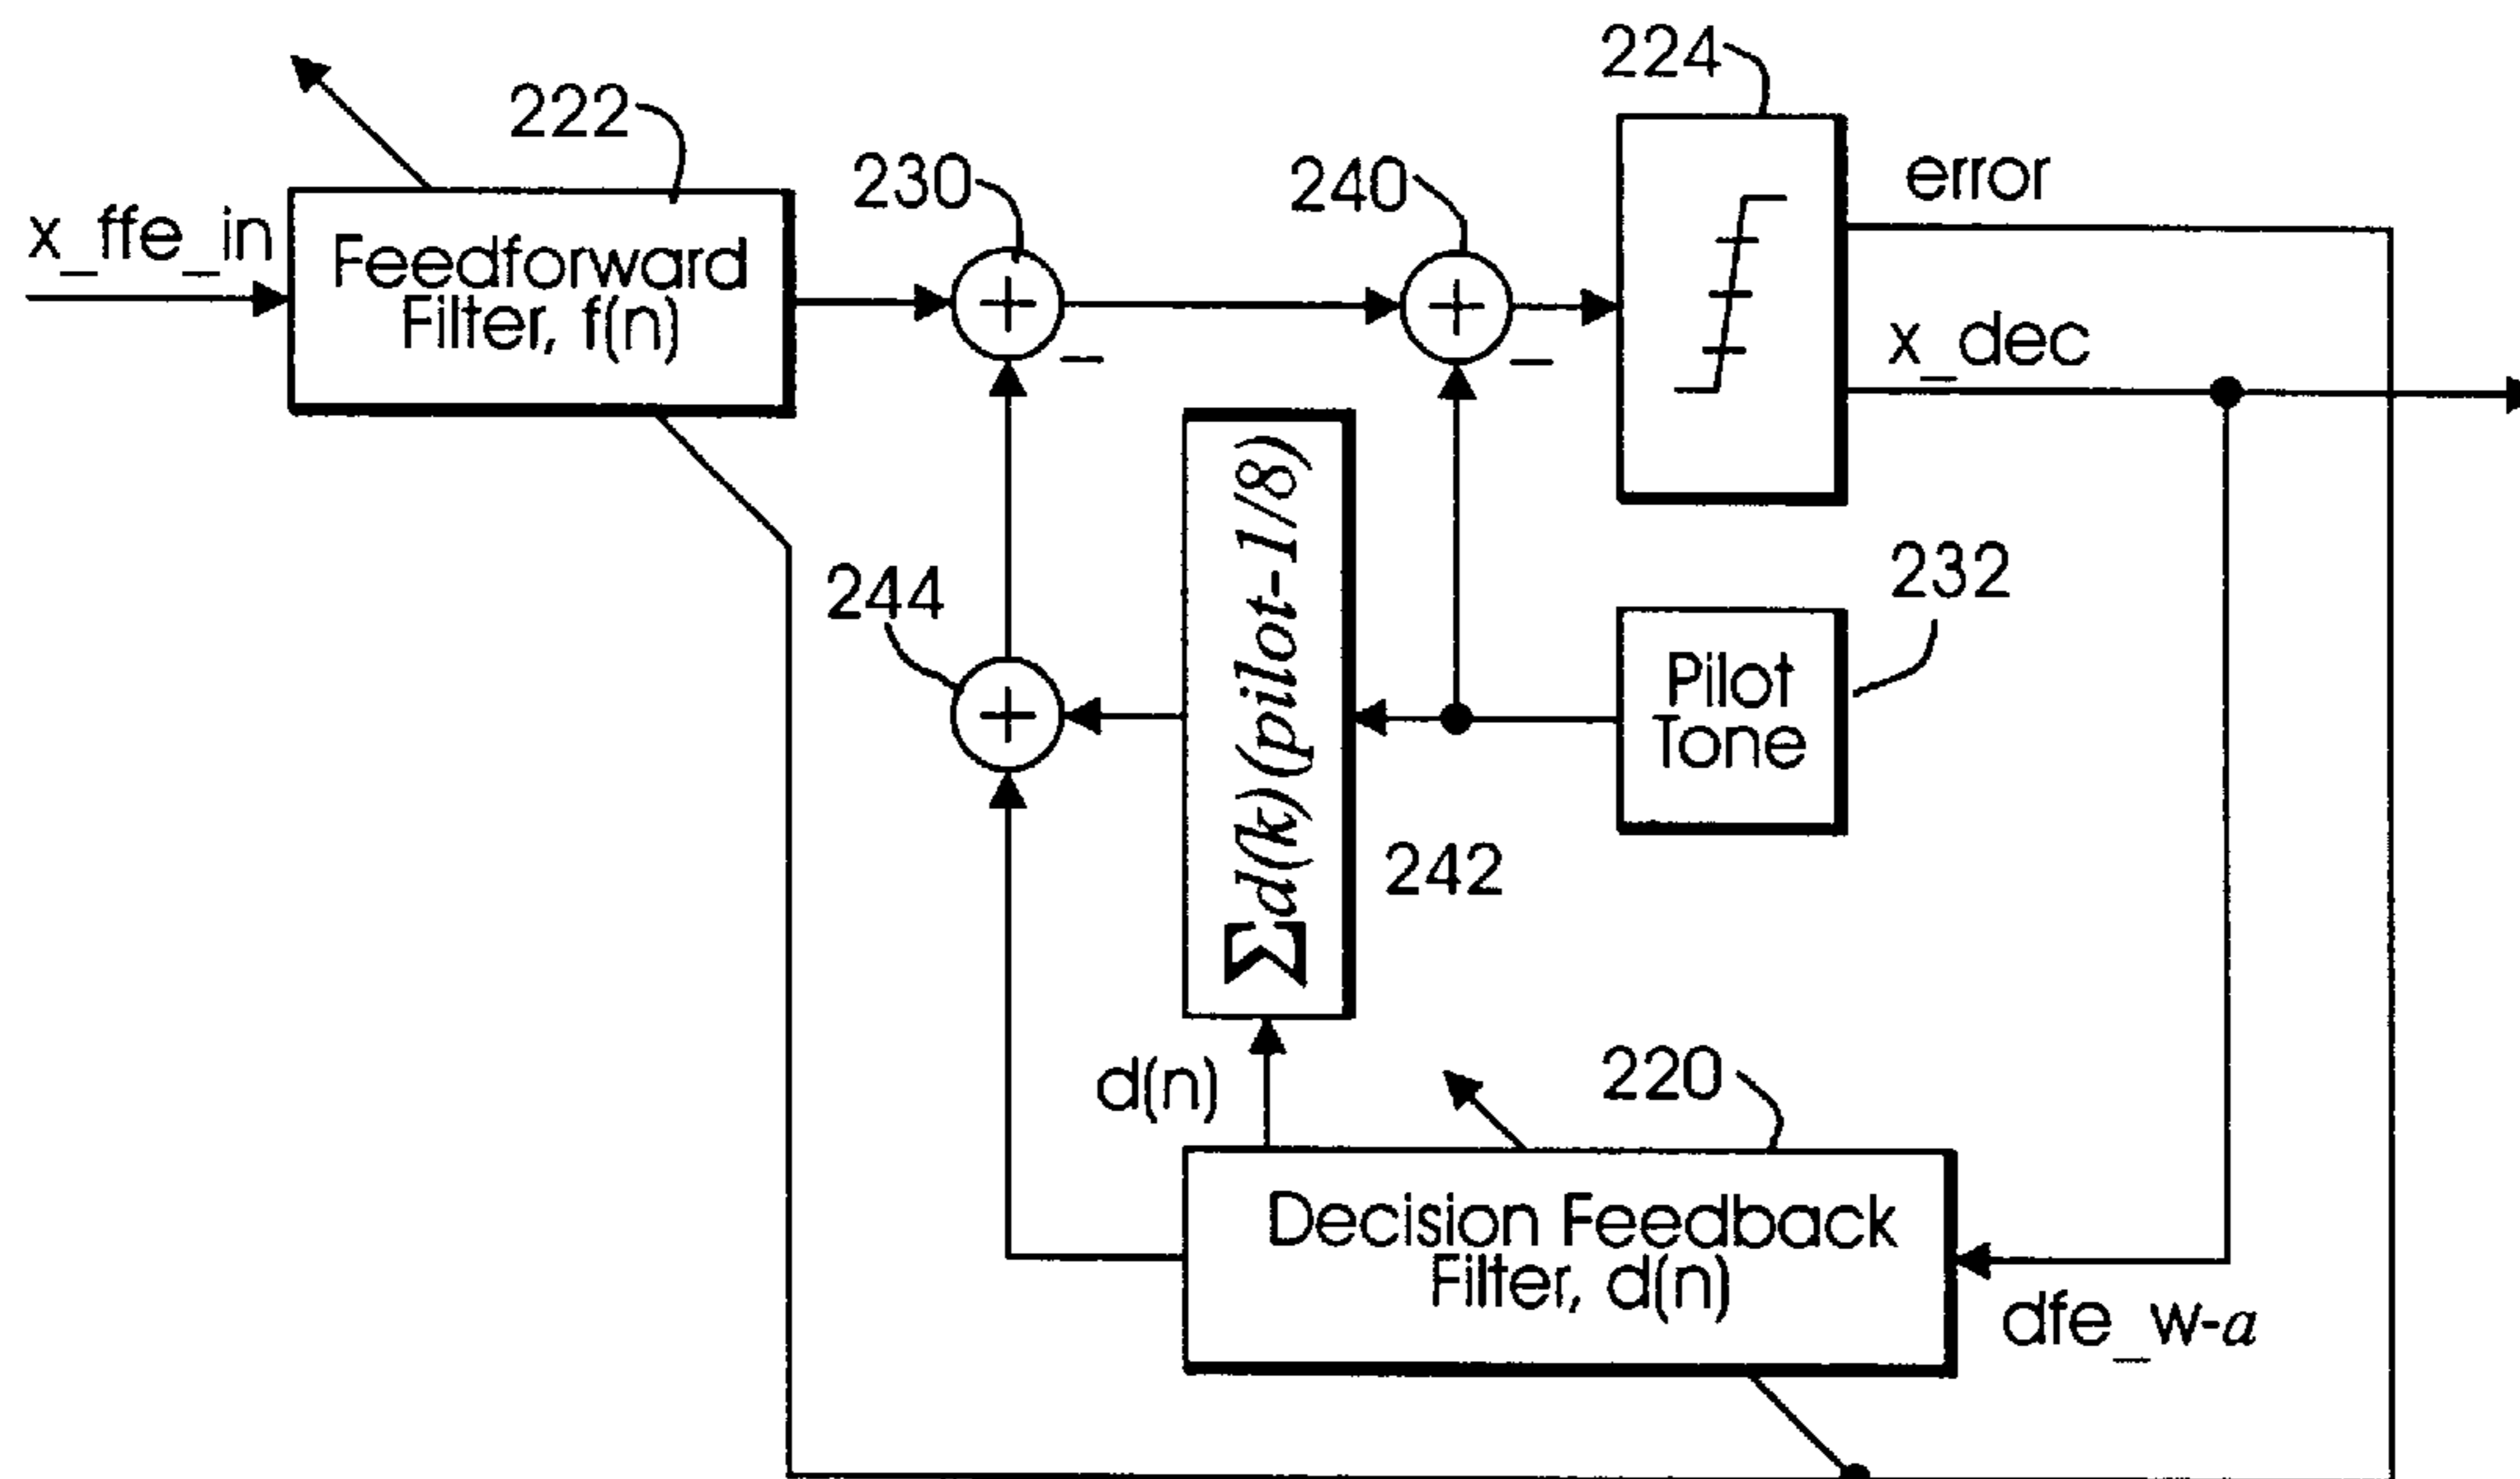 224
222
230
240
error
x_ffe_in
Feedforward
Filter, f(n)
+
+
x_dec
−
−
232
244
Pilot
Tone
+
Σd(k)(pilot-1/8)
242
d(n)
220
Decision Feedback
Filter, d(n)
dfe_w-a